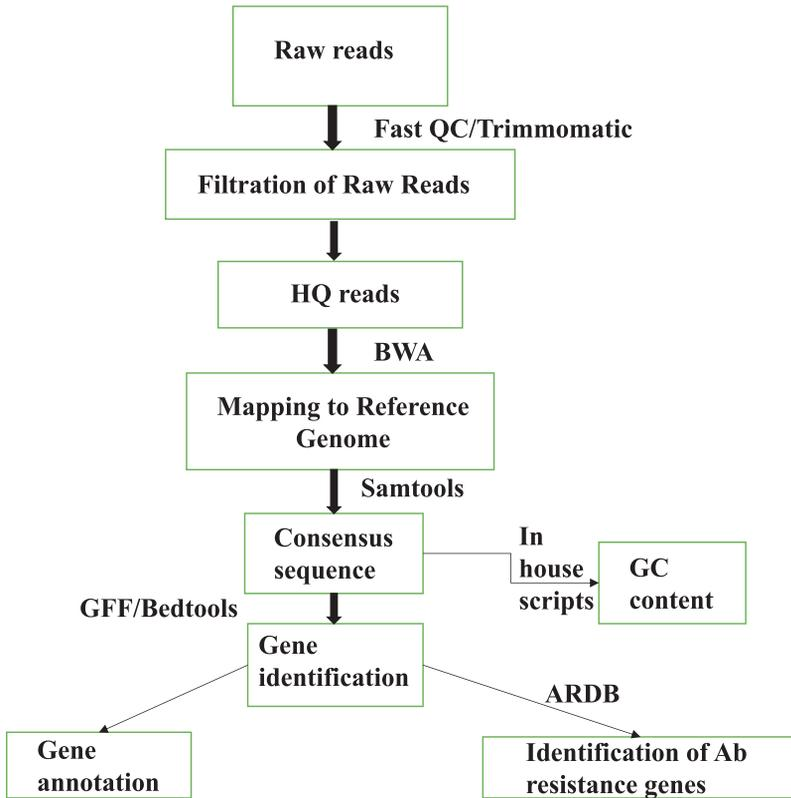 Raw reads
Fast QC/Trimmomatic
Filtration of Raw Reads
HQ reads
BWA
Mapping to Reference
Genome
Samtools
Consensus
sequence
In
house
scripts
GC
content
GFF/Bedtools
Gene
identification
ARDB
Gene
annotation
Identification of Ab
resistance genes